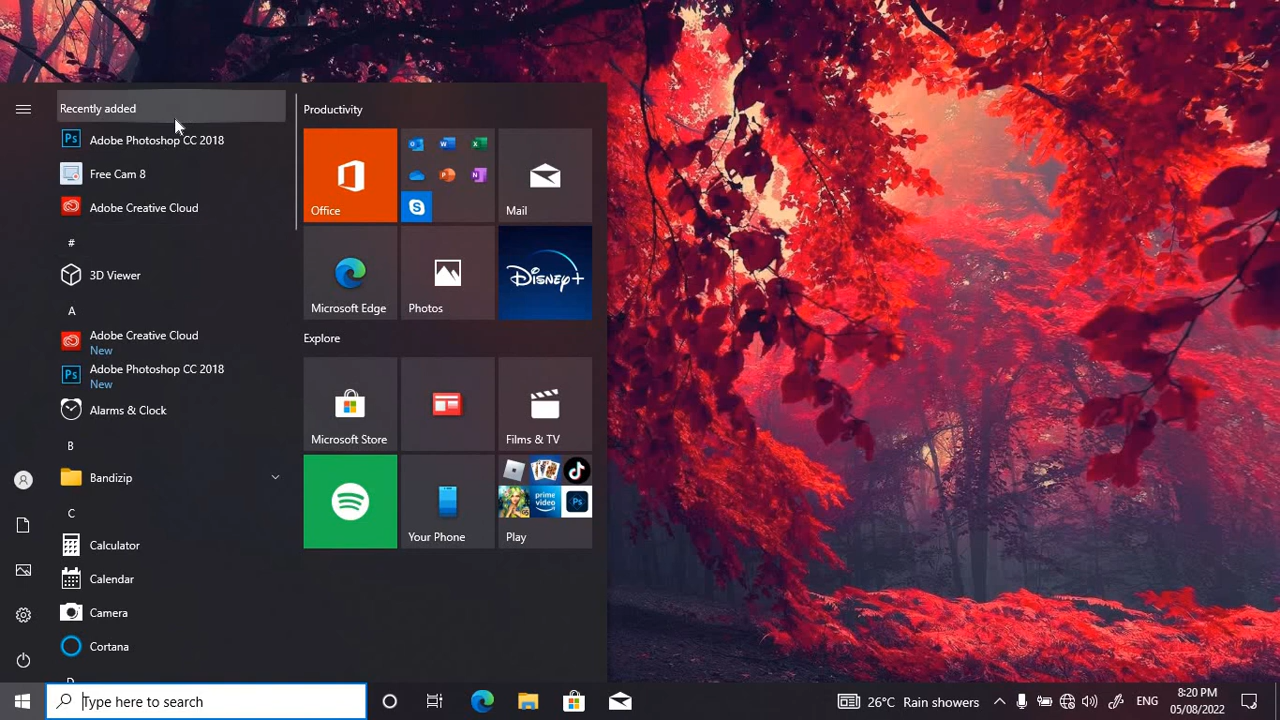 Recently added
Adobe Photoshop CC 2018
Free Cam 8
Adobe Creative Cloud
#
3D Viewer
A
Adobe Creative Cloud
New
Adobe Photoshop CC 2018
New
Alarms & Clock
B
Bandizip
C
Calculator
Calendar
Camera
Cortana
Productivity
Office
Mail
Microsoft Edge
Photos
Disney+
Explore
Microsoft Store
Films & TV
Your Phone
prime video
Ps
Play
Type here to search
26°C Rain showers
ENG
8:20 PM
05/08/2022